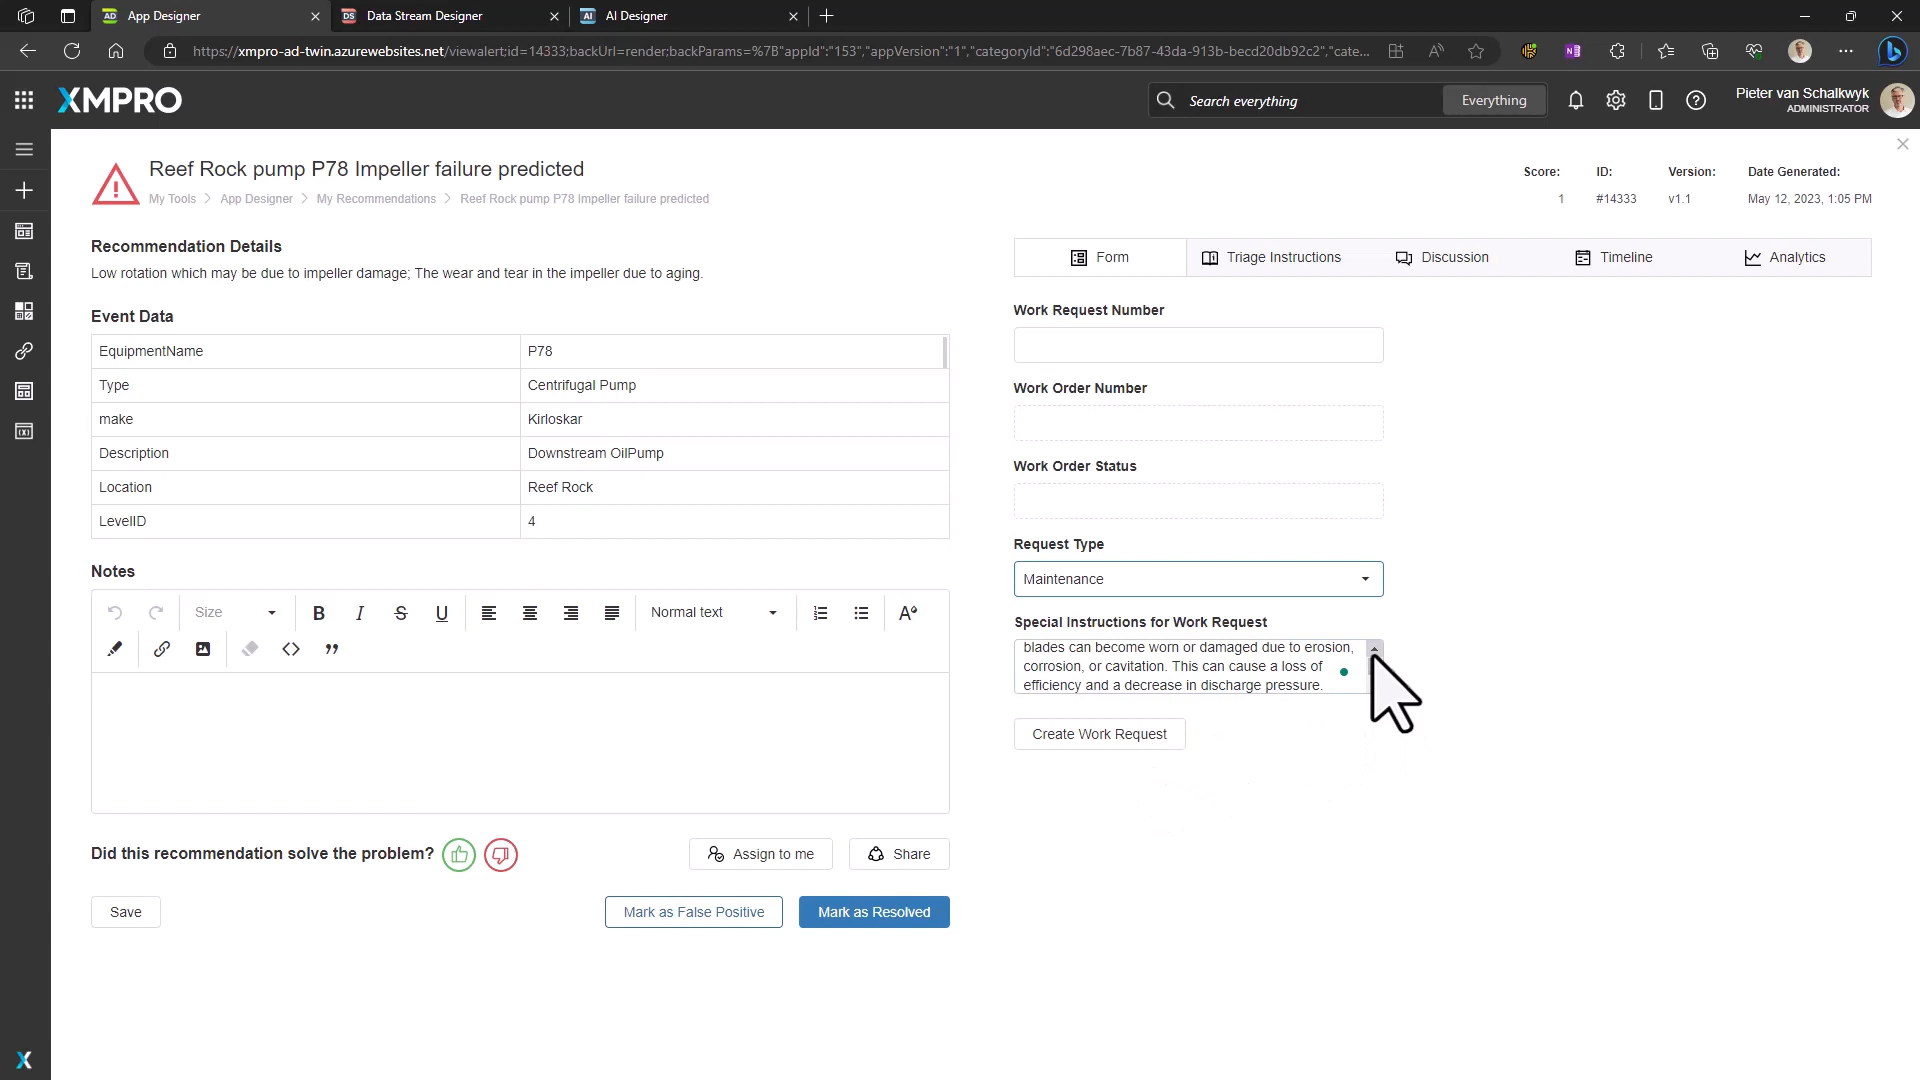 App Designer
Data Stream Designer
AI Designer
https://xmpro-ad-twin.azurewebsites.net/viewalert;id=14333;backUrl=render;backParams=%7B"appId":"153","appVersion":"1","categoryId":"6d298aec-7b87-43da-913b-becd20db92c2","cate...
XMPRO
Search everything
Everything
Pieter van Schalkwyk
ADMINISTRATOR
Reef Rock pump P78 Impeller failure predicted
My Tools > App Designer > My Recommendations > Reef Rock pump P78 Impeller failure predicted
Score: ID: Version: Date Generated:
1 #14333 v1.1 May 12, 2023, 1:05 PM
Recommendation Details
Low rotation which may be due to impeller damage; The wear and tear in the impeller due to aging.
Event Data
EquipmentName P78
Type Centrifugal Pump
make Kirloskar
Description Downstream OilPump
Location Reef Rock
LevelID 4
Notes
Size
Normal text
Did this recommendation solve the problem?
Assign to me
Share
Save
Mark as False Positive
Mark as Resolved
Form
Triage Instructions
Discussion
Timeline
Analytics
Work Request Number
Work Order Number
Work Order Status
Request Type
Maintenance
Special Instructions for Work Request
blades can become worn or damaged due to erosion,
corrosion, or cavitation. This can cause a loss of
efficiency and a decrease in discharge pressure.
Create Work Request